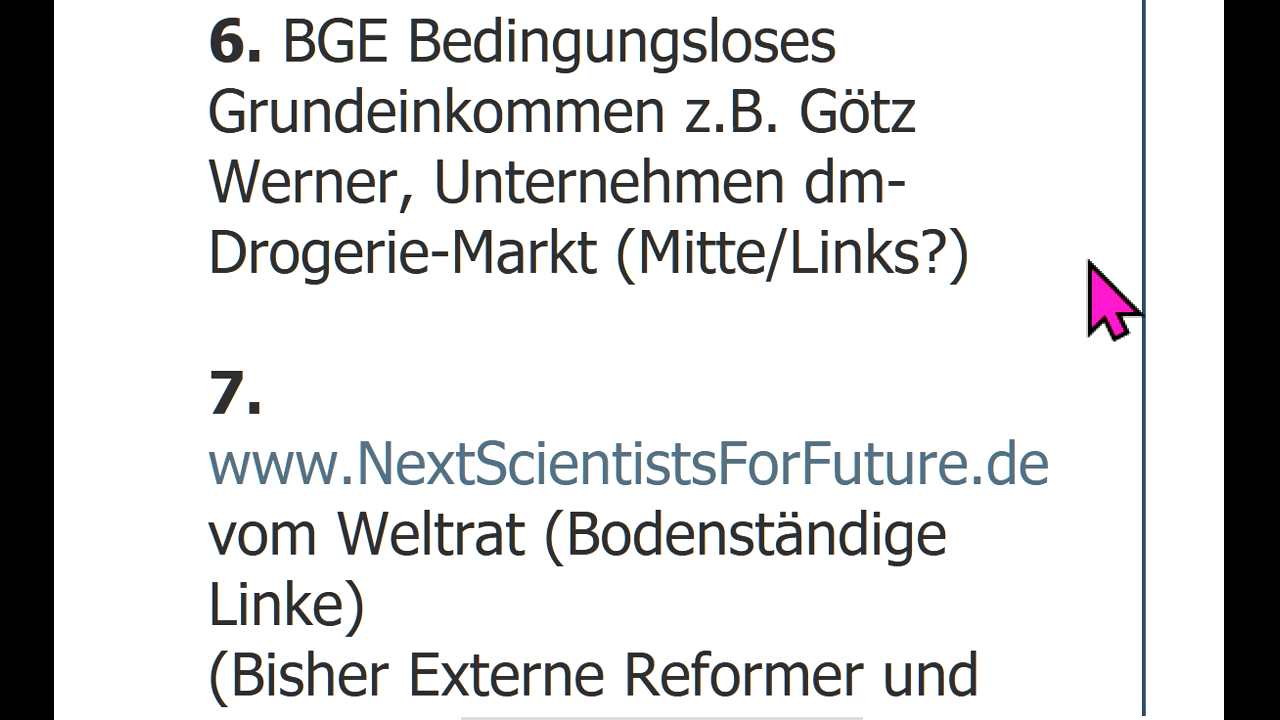 6. BGE Bedingungsloses
Grundeinkommen z.B. Götz
Werner, Unternehmen dm-
Drogerie-Markt (Mitte/Links?)
7.
www.NextScientistsForFuture.de
vom Weltrat (Bodenständige
Linke)
(Bisher Externe Reformer und